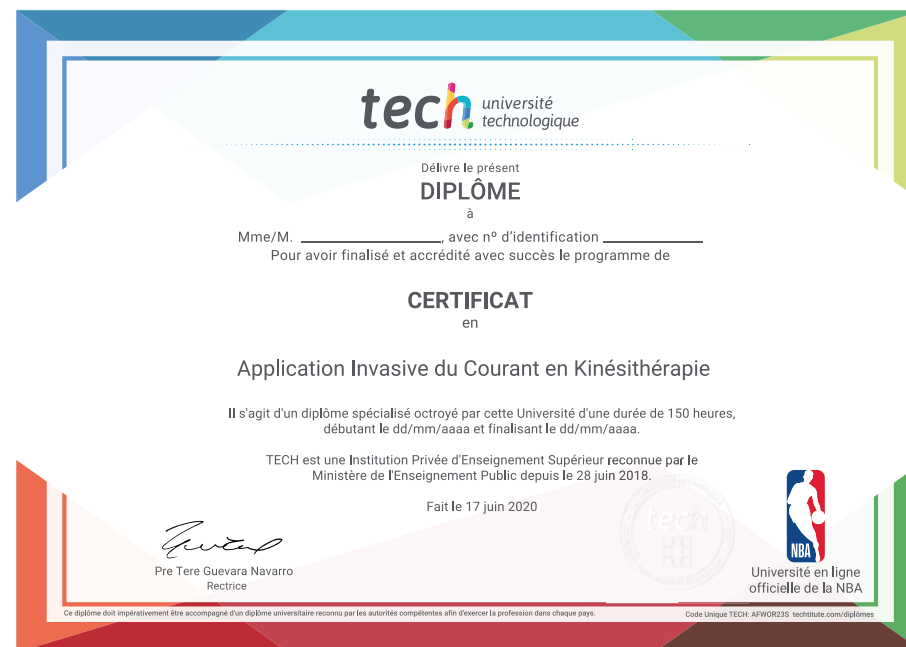 tech université
technologique
Délivre le présent
DIPLÔME
à
Mme/M. ____________________, avec nº d'identification ______________
Pour avoir finalisé et accrédité avec succès le programme de
CERTIFICAT
en
Application Invasive du Courant en Kinésithérapie
Il s'agit d'un diplôme spécialisé octroyé par cette Université d'une durée de 150 heures,
débutant le dd/mm/aaaa et finalisant le dd/mm/aaaa.
TECH est une Institution Privée d'Enseignement Supérieur reconnue par le
Ministère de l'Enseignement Public depuis le 28 juin 2018.
Fait le 17 juin 2020
tech
Pre Tere Guevara Navarro
Rectrice
NBA
Université en ligne
officielle de la NBA
Ce diplôme doit impérativement être accompagné d'un diplôme universitaire reconnu par les autorités compétentes afin d'exercer la profession dans chaque pays.
Code Unique TECH: AFWOR23S techtitute.com/diplômes